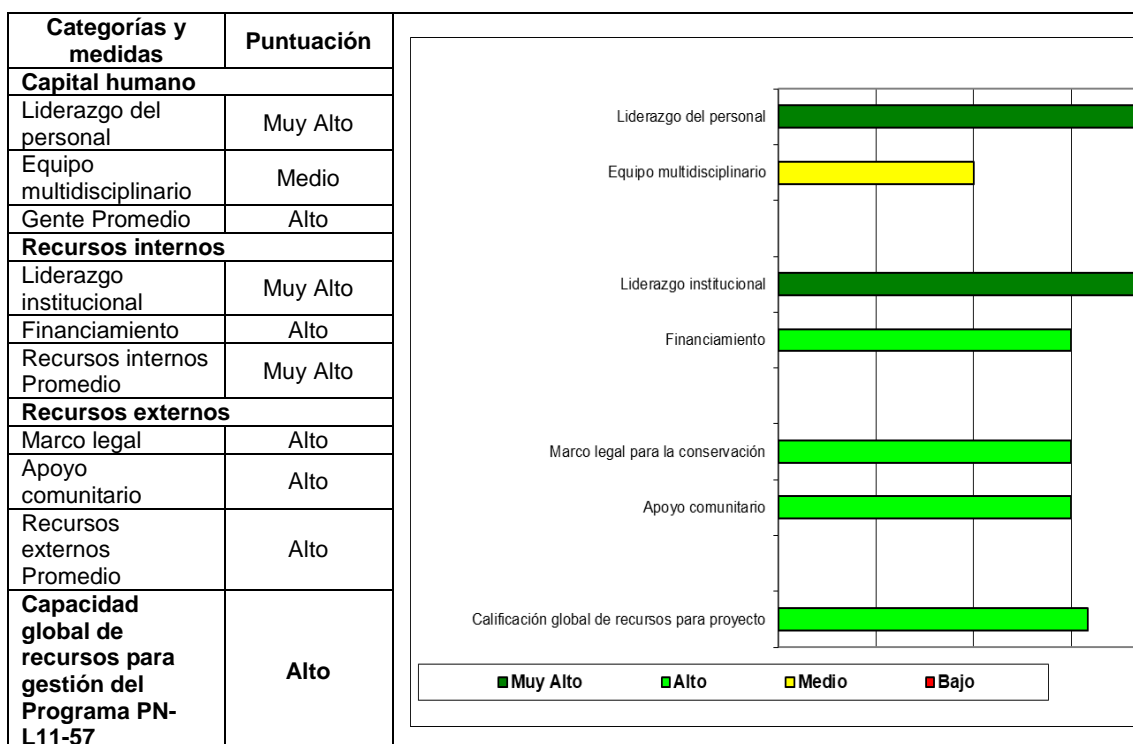 Categorías y
medidas
Puntuación
Capital humano
Liderazgo del
personal
Muy Alto
Equipo
multidisciplinario
Medio
Gente Promedio
Alto
Recursos internos
Liderazgo
institucional
Muy Alto
Financiamiento
Alto
Recursos internos
Promedio
Muy Alto
Recursos externos
Marco legal
Alto
Apoyo
comunitario
Alto
Recursos
externos
Promedio
Alto
Capacidad
global de
recursos para
gestión del
Programa PN-
L11-57
Alto
Liderazgo del personal
Equipo multidisciplinario
Liderazgo institucional
Financiamiento
Marco legal para la conservación
Apoyo comunitario
Calificación global de recursos para proyecto
Muy Alto
Alto
Medio
Bajo